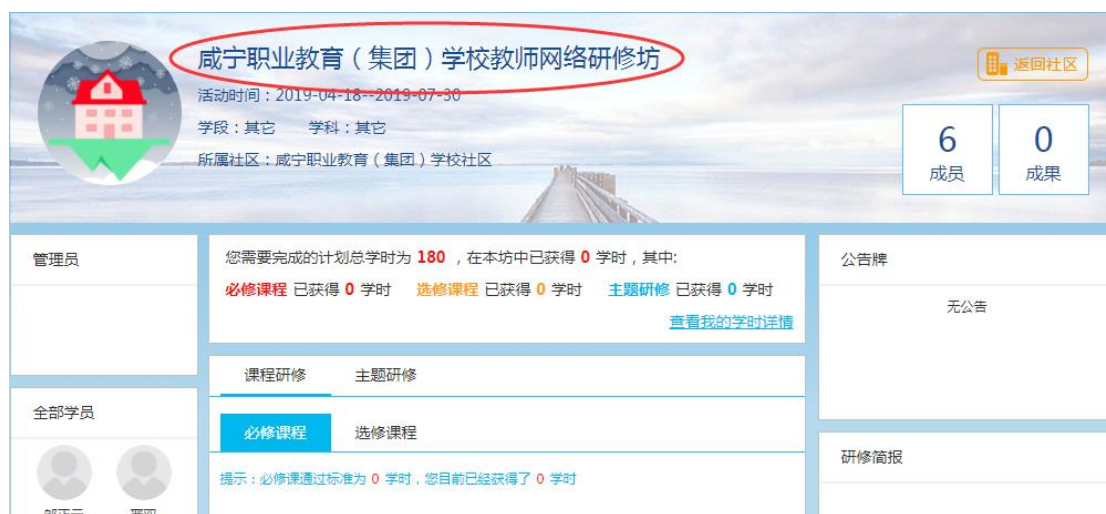 咸宁职业教育（集团）学校教师网络研修坊
活动时间：2019-04-18--2019-07-30
学段：其它 学科：其它
所属社区：咸宁职业教育（集团）学校社区
返回社区
6
成员
0
成果
管理员
您需要完成的计划总学时为 180 ，在本坊中已获得 0 学时，其中:
必修课程 已获得 0 学时 选修课程 已获得 0 学时 主题研修 已获得 0 学时
查看我的学时详情
公告牌
无公告
课程研修 主题研修
全部学员
必修课程 选修课程
提示：必修课通过标准为 0 学时，您目前已经获得了 0 学时
研修简报